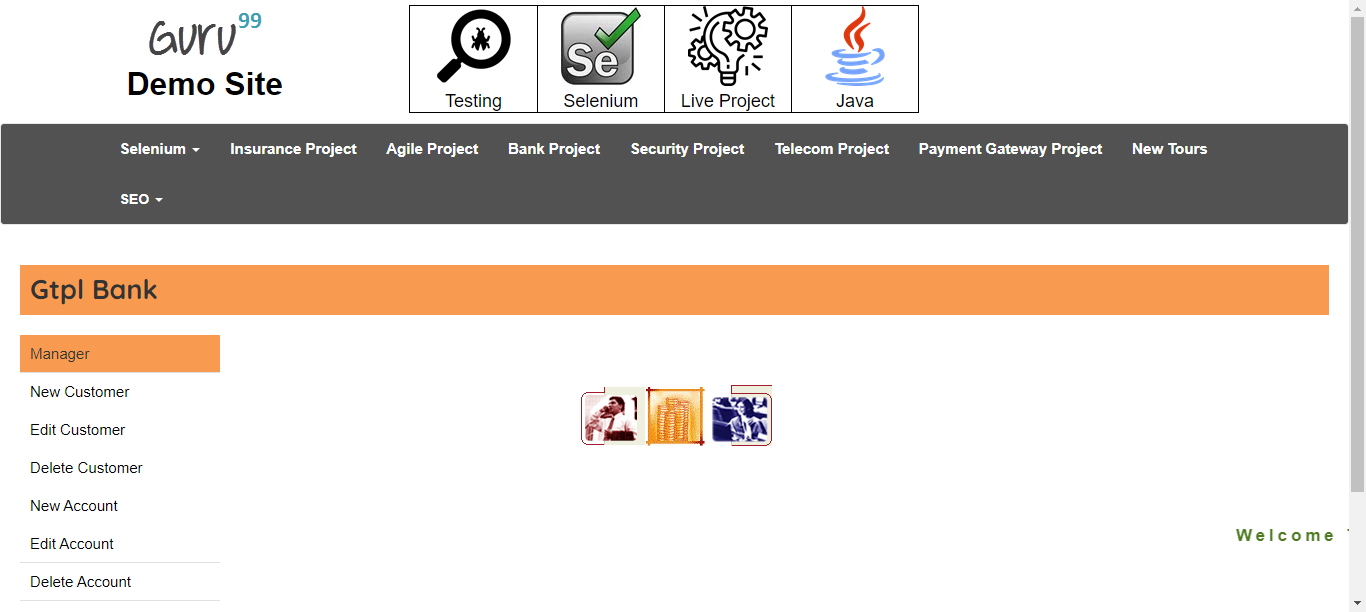 Guru99
Demo Site
Testing
Se
Selenium
Live Project
Java
Selenium
Insurance Project
Agile Project
Bank Project
Security Project
Telecom Project
Payment Gateway Project
New Tours
SEO
Gtpl Bank
Manager
New Customer
Edit Customer
Delete Customer
New Account
Edit Account
Delete Account
Welcome